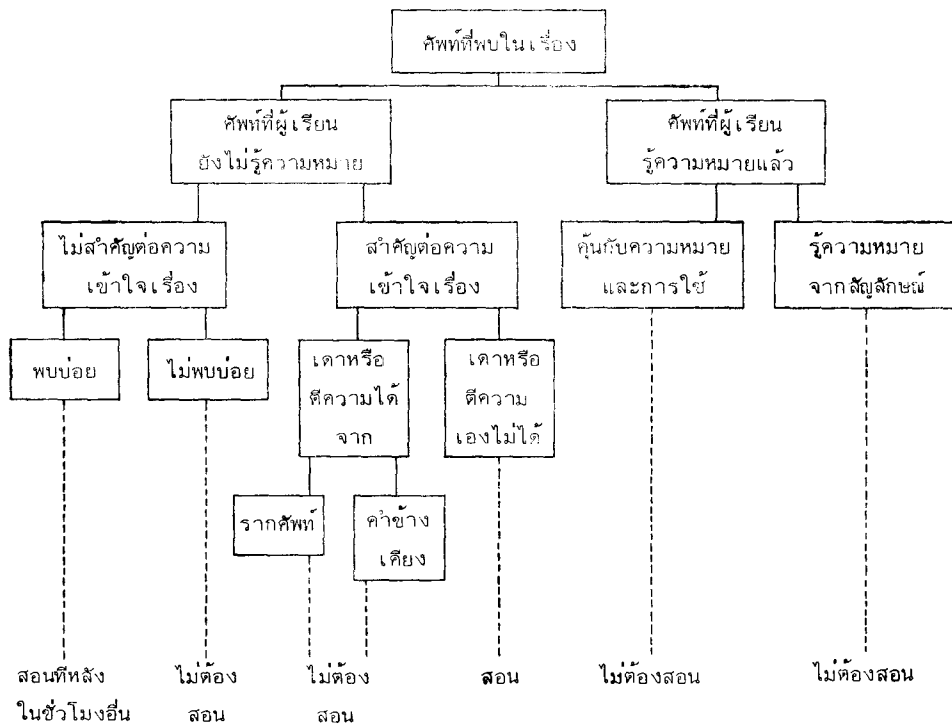 ศัพท์ที่พบในเรื่อง
ศัพท์ที่ผู้เรียน
ยังไม่รู้ความหมาย
ศัพท์ที่ผู้เรียน
รู้ความหมายแล้ว
ไม่สำคัญต่อความ
เข้าใจเรื่อง
สำคัญต่อความ
เข้าใจเรื่อง
คุ้นกับความหมาย
และการใช้
รู้ความหมาย
จากสัญลักษณ์
พบบ่อย
ไม่พบบ่อย
เดาหรือ
ตีความได้
จาก
เดาหรือ
ตีความ
เองไม่ได้
รากศัพท์
คำข้าง
เคียง
สอนทีหลัง
ในชั่วโมงอื่น
ไม่ต้อง
สอน
ไม่ต้อง
สอน
สอน
ไม่ต้องสอน
ไม่ต้องสอน